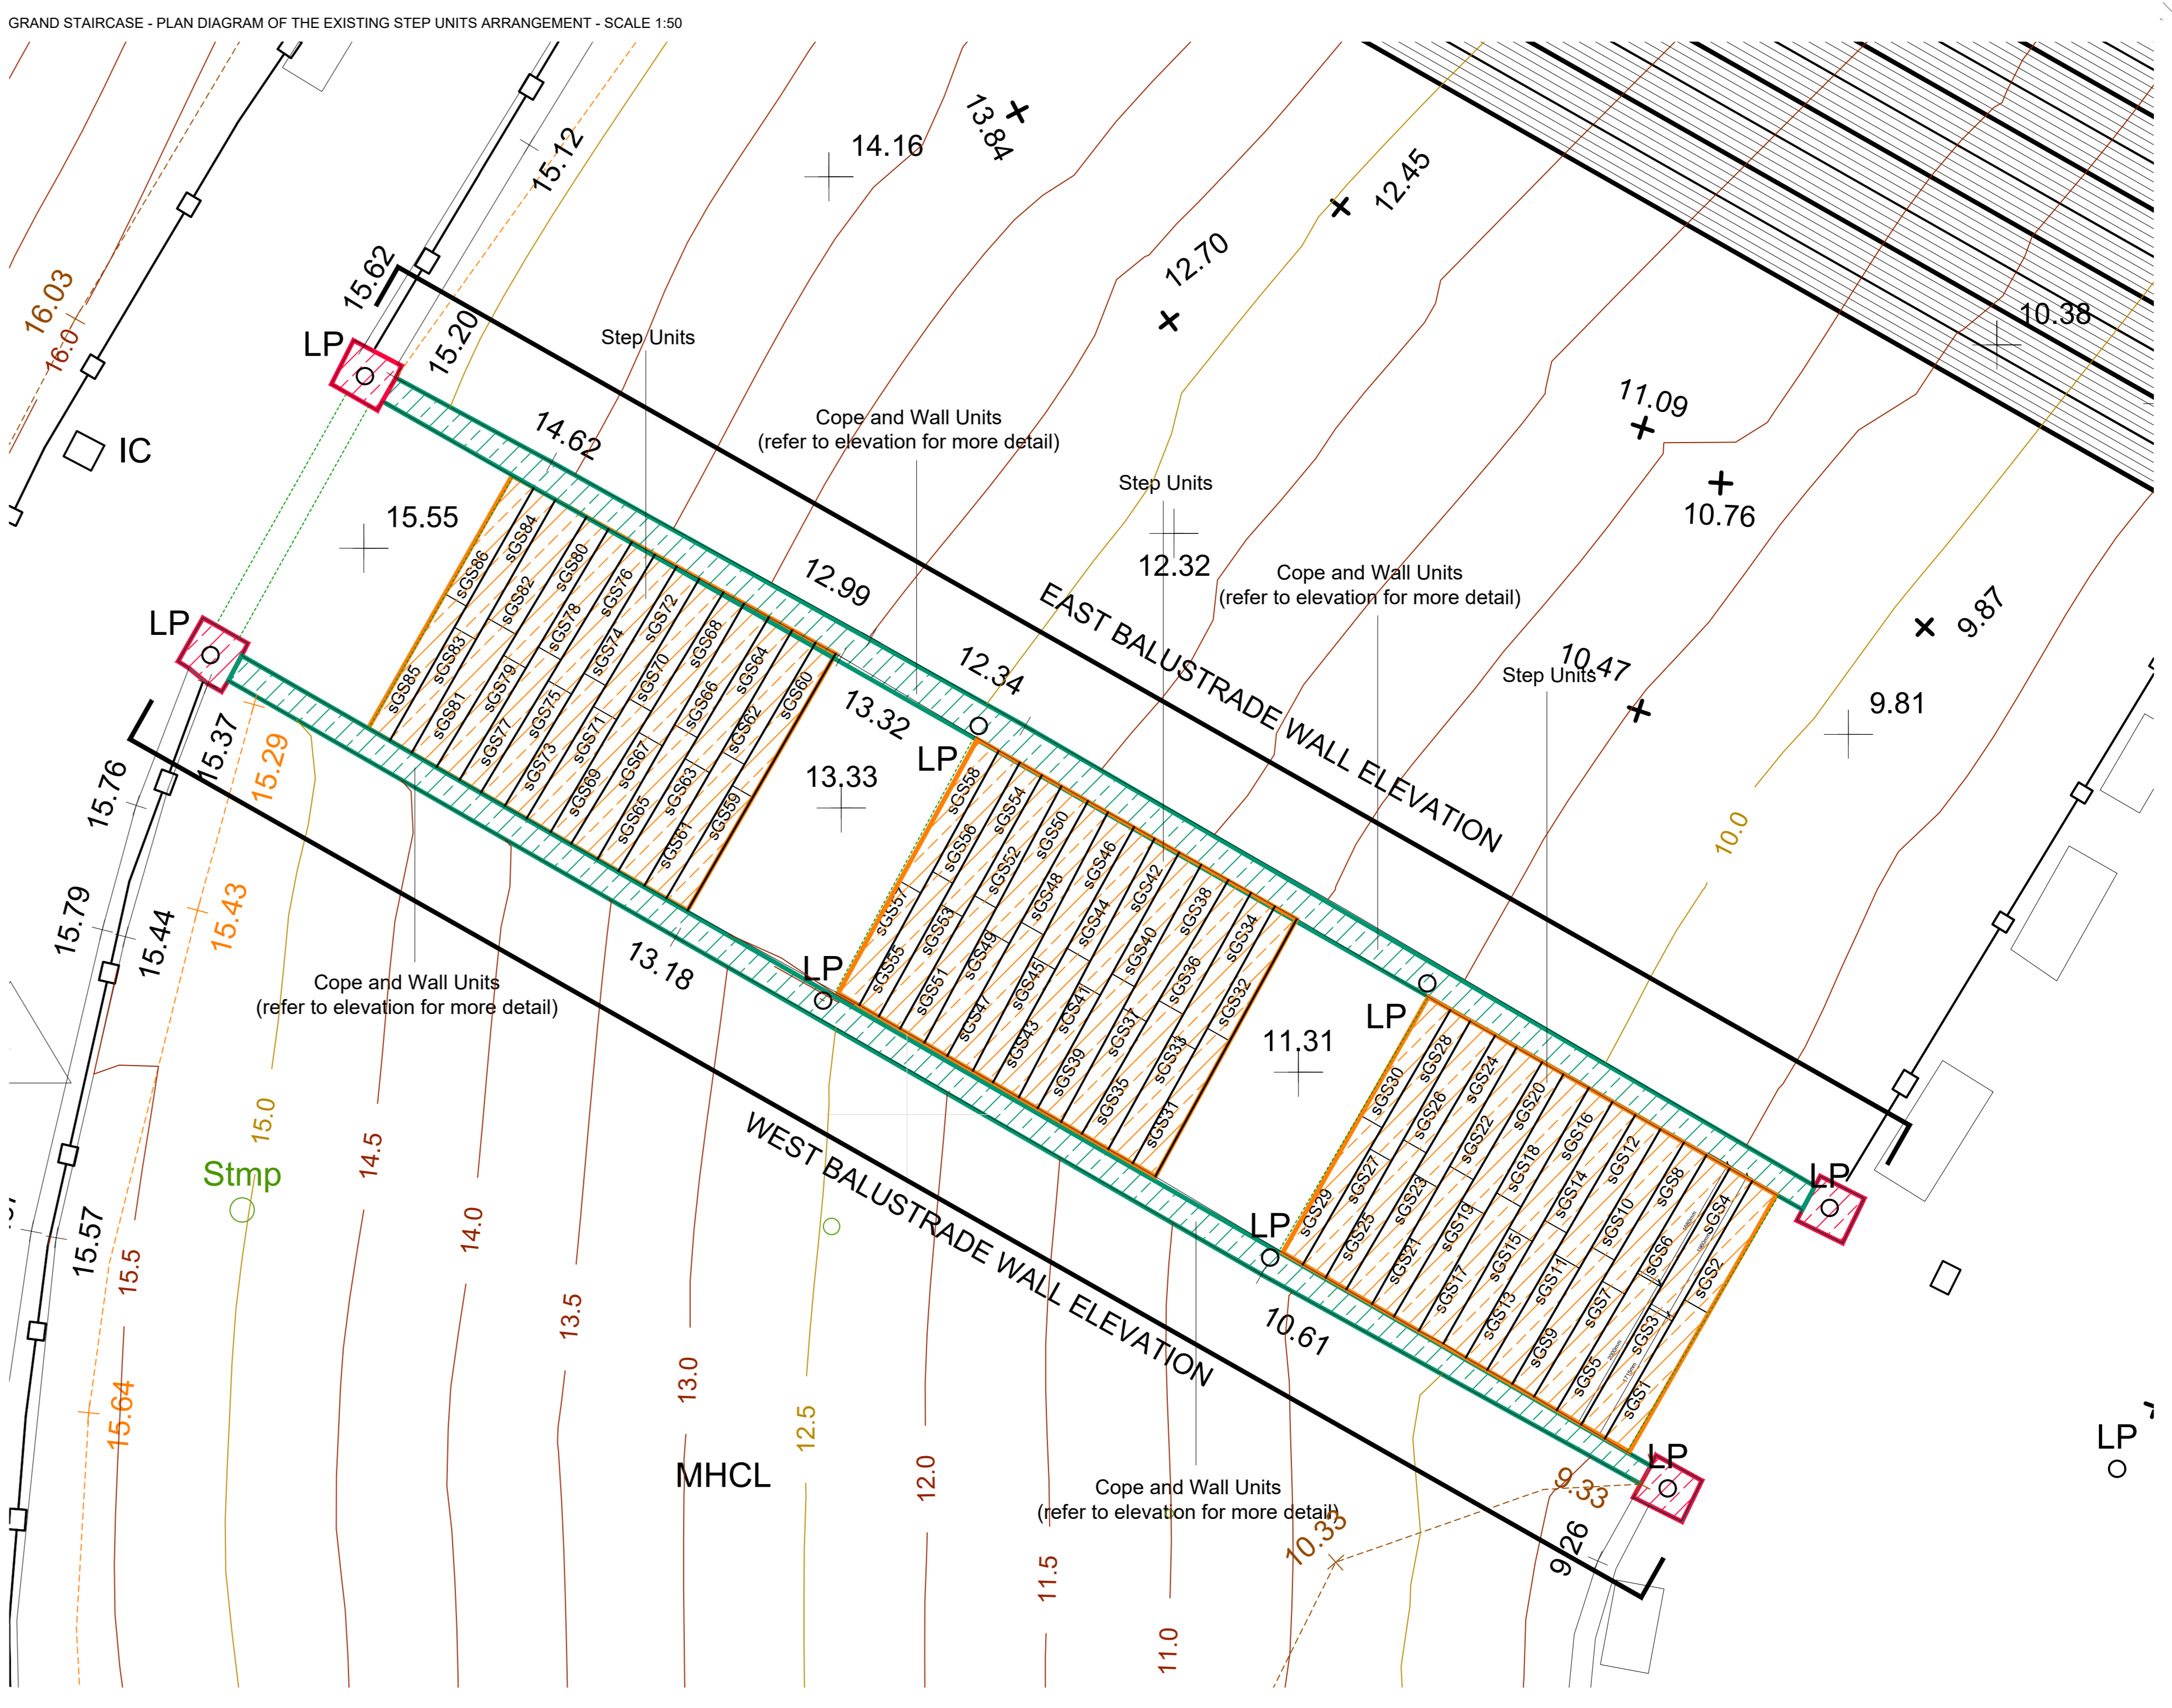 GRAND STAIRCASE - PLAN DIAGRAM OF THE EXISTING STEP UNITS ARRANGEMENT - SCALE 1:50
13.84
14.16
15.12
12.45
12.70
15.62
16.03
16.0
15.20
LP
10.38
Step Units
11.09
Cope and Wall Units
(refer to elevation for more detail)
14.62
IC
Step Units
10.76
15.55
12.32
12.99
Cope and Wall Units
(refer to elevation for more detail)
9.87
LP
EAST BALUSTRADE WALL ELEVATION
12.34
10.47
Step Units
9.81
13.32
LP
13.33
10.0
15.37
15.29
15.76
sGS86
sGS85
sGS84
sGS83
sGS82
sGS81
sGS80
sGS79
sGS78
sGS77
sGS76
sGS75
sGS74
sGS73
sGS72
sGS71
sGS70
sGS69
sGS68
sGS67
sGS66
sGS65
sGS64
sGS63
sGS62
sGS61
sGS60
sGS59
15.79
15.44
15.43
Cope and Wall Units
(refer to elevation for more detail)
13.18
LP
sGS58
sGS57
sGS56
sGS55
sGS54
sGS53
sGS52
sGS51
sGS50
sGS49
sGS48
sGS47
sGS46
sGS45
sGS44
sGS43
sGS42
sGS41
sGS40
sGS39
sGS38
sGS37
sGS36
sGS35
sGS34
sGS33
sGS32
sGS31
LP
11.31
15.0
14.5
Stmp
WEST BALUSTRADE WALL ELEVATION
LP
LP
sGS30
sGS29
sGS28
sGS27
sGS26
sGS25
sGS24
sGS23
sGS22
sGS21
sGS20
sGS19
sGS18
sGS17
sGS16
sGS15
sGS14
sGS13
sGS12
sGS11
sGS10
sGS9
sGS8
sGS7
sGS6
sGS5
sGS4
sGS3
sGS2
sGS1
15.57
15.5
14.0
13.5
13.0
10.61
15.64
12.5
12.0
MHCL
LP
LP
Cope and Wall Units
(refer to elevation for more detail)
9.33
10.33
9.26
11.5
11.0